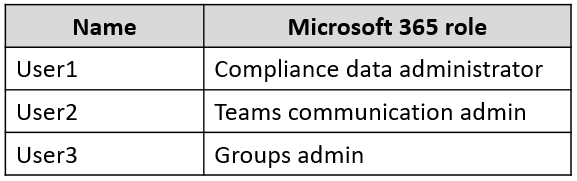 Name Microsoft 365 role
User1 Compliance data administrator
User2 Teams communication admin
User3 Groups admin